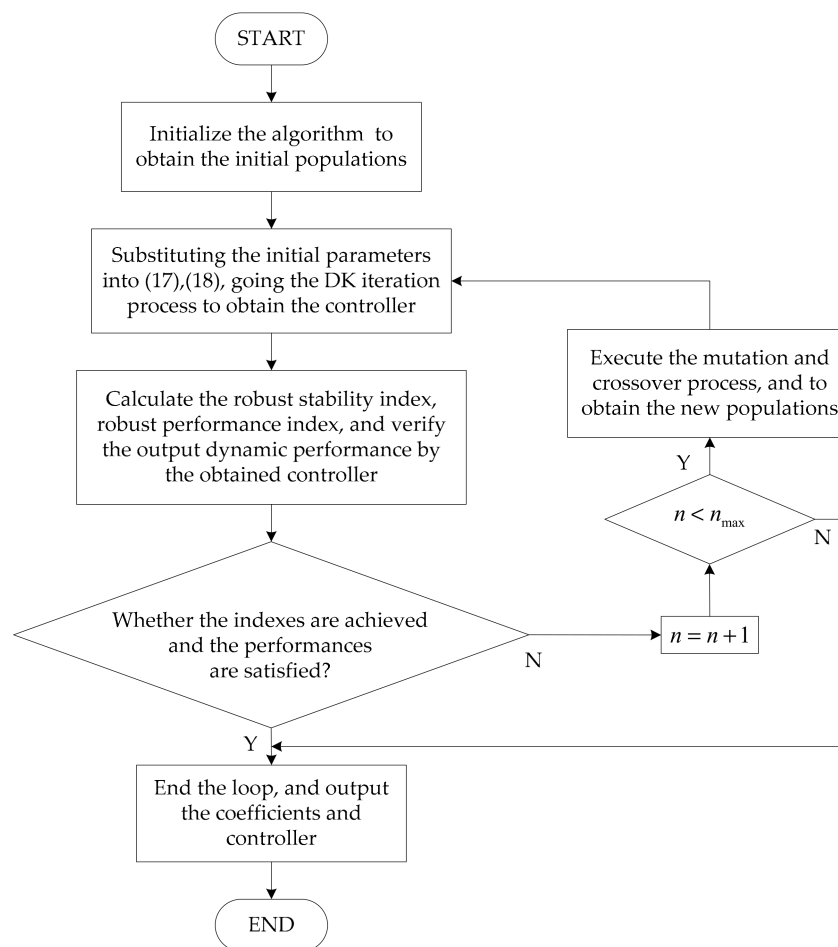 START
Initialize the algorithm to
obtain the initial populations
Substituting the initial parameters
into (17),(18), going the DK iteration
process to obtain the controller
Calculate the robust stability index,
robust performance index, and verify
the output dynamic performance by
the obtained controller
Whether the indexes are achieved
and the performances
are satisfied?
N
n = n + 1
n < n_max
N
Y
Execute the mutation and
crossover process, and to
obtain the new populations
Y
End the loop, and output
the coefficients and
controller
END